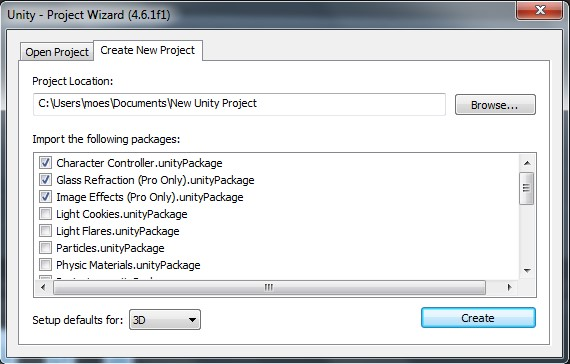 Unity - Project Wizard (4.6.1f1)
Open Project
Create New Project
Project Location:
C:\Users\moes\Documents\New Unity Project
Browse...
Import the following packages:
Character Controller.unityPackage
Glass Refraction (Pro Only).unityPackage
Image Effects (Pro Only).unityPackage
Light Cookies.unityPackage
Light Flares.unityPackage
Particles.unityPackage
Physic Materials.unityPackage
Setup defaults for: 3D
Create